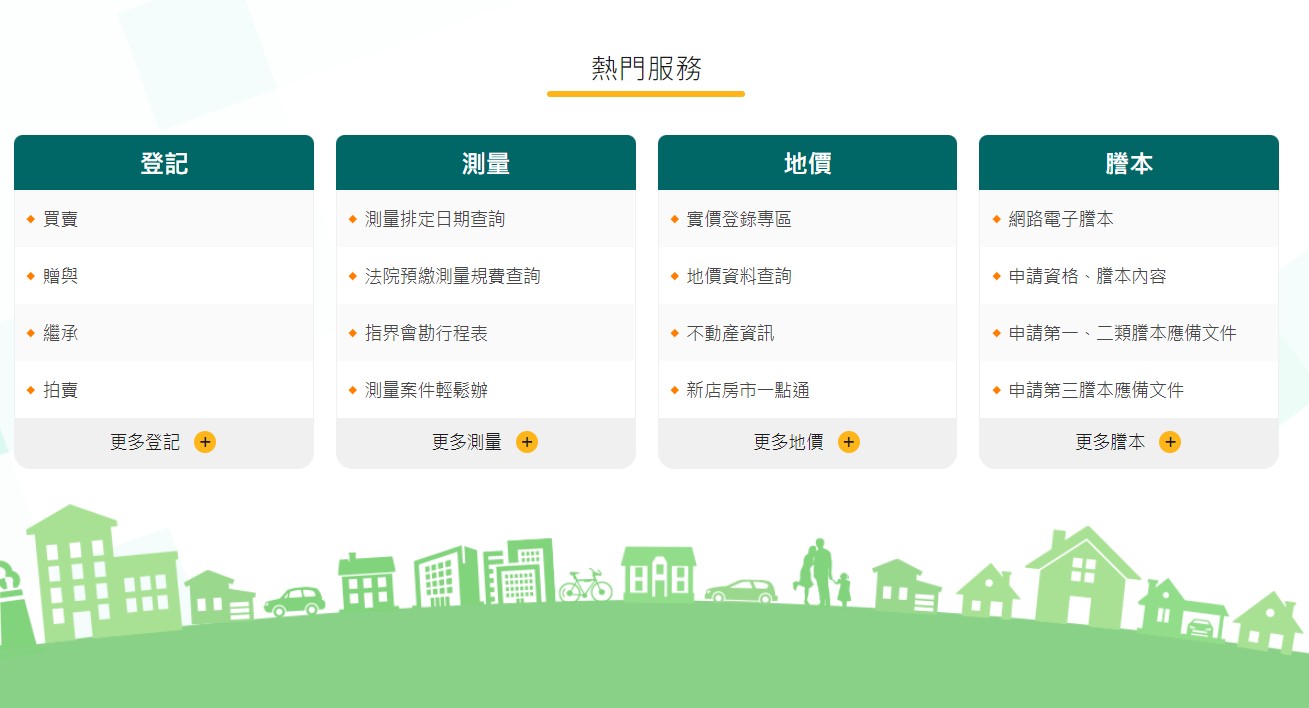 熱門服務
登記
買賣
贈與
繼承
拍賣
更多登記
測量
測量排定日期查詢
法院預繳測量規費查詢
指界會勘行程表
測量案件輕鬆辦
更多測量
地價
實價登錄專區
地價資料查詢
不動產資訊
新店房市一點通
更多地價
謄本
網路電子謄本
申請資格、謄本內容
申請第一、二類謄本應備文件
申請第三謄本應備文件
更多謄本